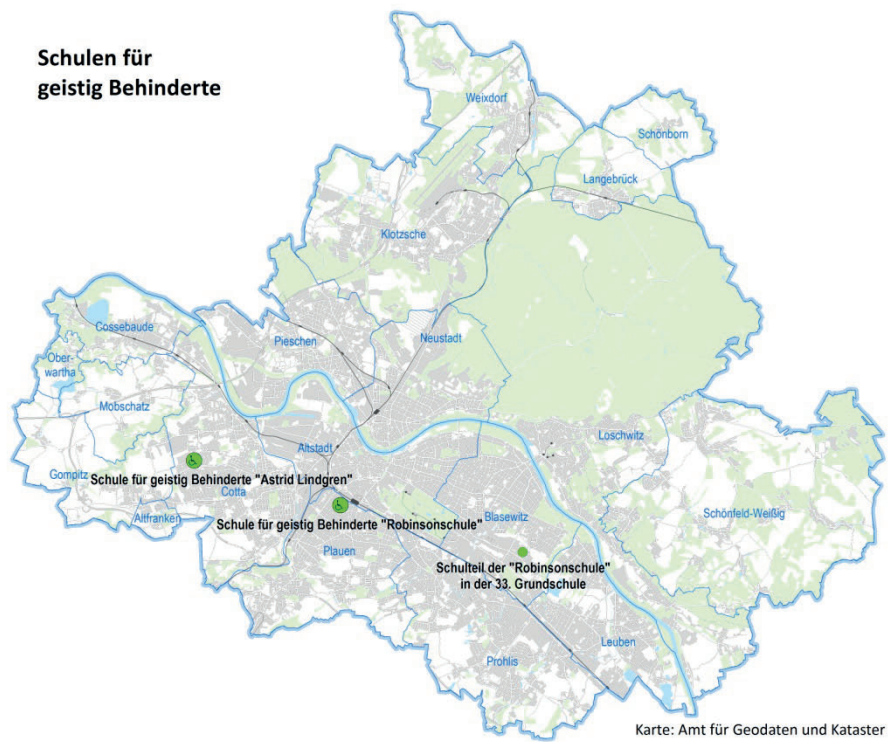 Schulen für
geistig Behinderte
Weixdorf
Schönborn
Langebrück
Klotzsche
Cossebaude
Pieschen
Neustadt
Ober-
wartha
Mobschatz
Altstadt
Loschwitz
Gompitz
Schule für geistig Behinderte "Astrid Lindgren"
Cotta
Altfranken
Schule für geistig Behinderte "Robinsonschule"
Blasewitz
Schönfeld-Weißig
Plauen
Schulteil der "Robinsonschule"
in der 33. Grundschule
Leuben
Prohlis
Karte: Amt für Geodaten und Kataster